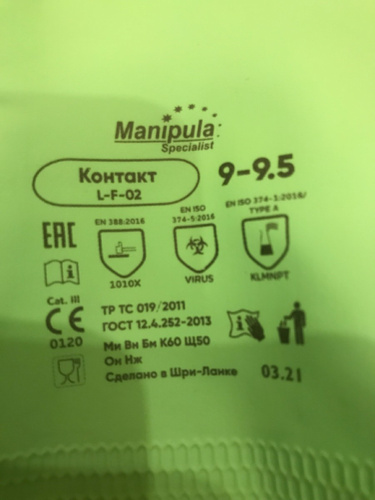 Manipula
Specialist
Контакт
L-F-02
9-9.5
EAC
EN 388:2016
1010X
EN ISO
374-5:2016
VIRUS
EN ISO 374-1:2016/
TYPE A
KLMNPT
Cat. III
CE
0120
ТР ТС 019/2011
ГОСТ 12.4.252-2013
Ми Вн Бм К60 Щ50
Он Нж
Сделано в Шри-Ланке
03.21